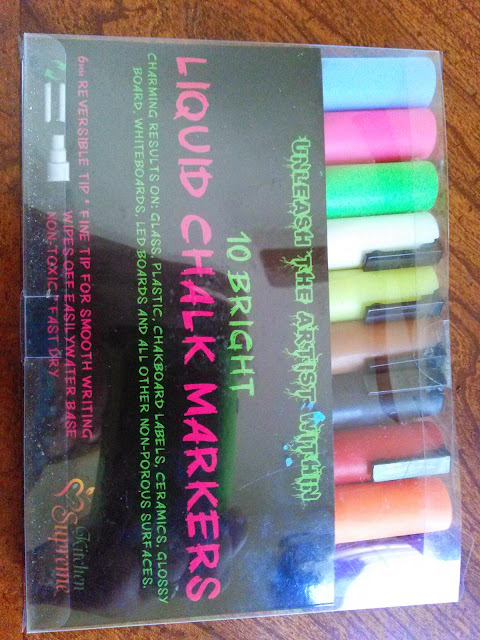 UNLEASH THE ARTIST WITHIN
10 BRIGHT
LIQUID CHALK MARKERS
CHARMING RESULTS ON: GLASS, PLASTIC, CHAKBOARD LABELS, CERAMICS, GLOSSY
BOARD, WHITEBOARDS, LED BOARDS AND ALL OTHER NON-POROUS SURFACES.
6mm REVERSIBLE TIP * FINE TIP FOR SMOOTH WRITING
WIPES OFF EASILY WATER BASE
NON-TOXIC * FAST DRY
Kitchen
Supreme